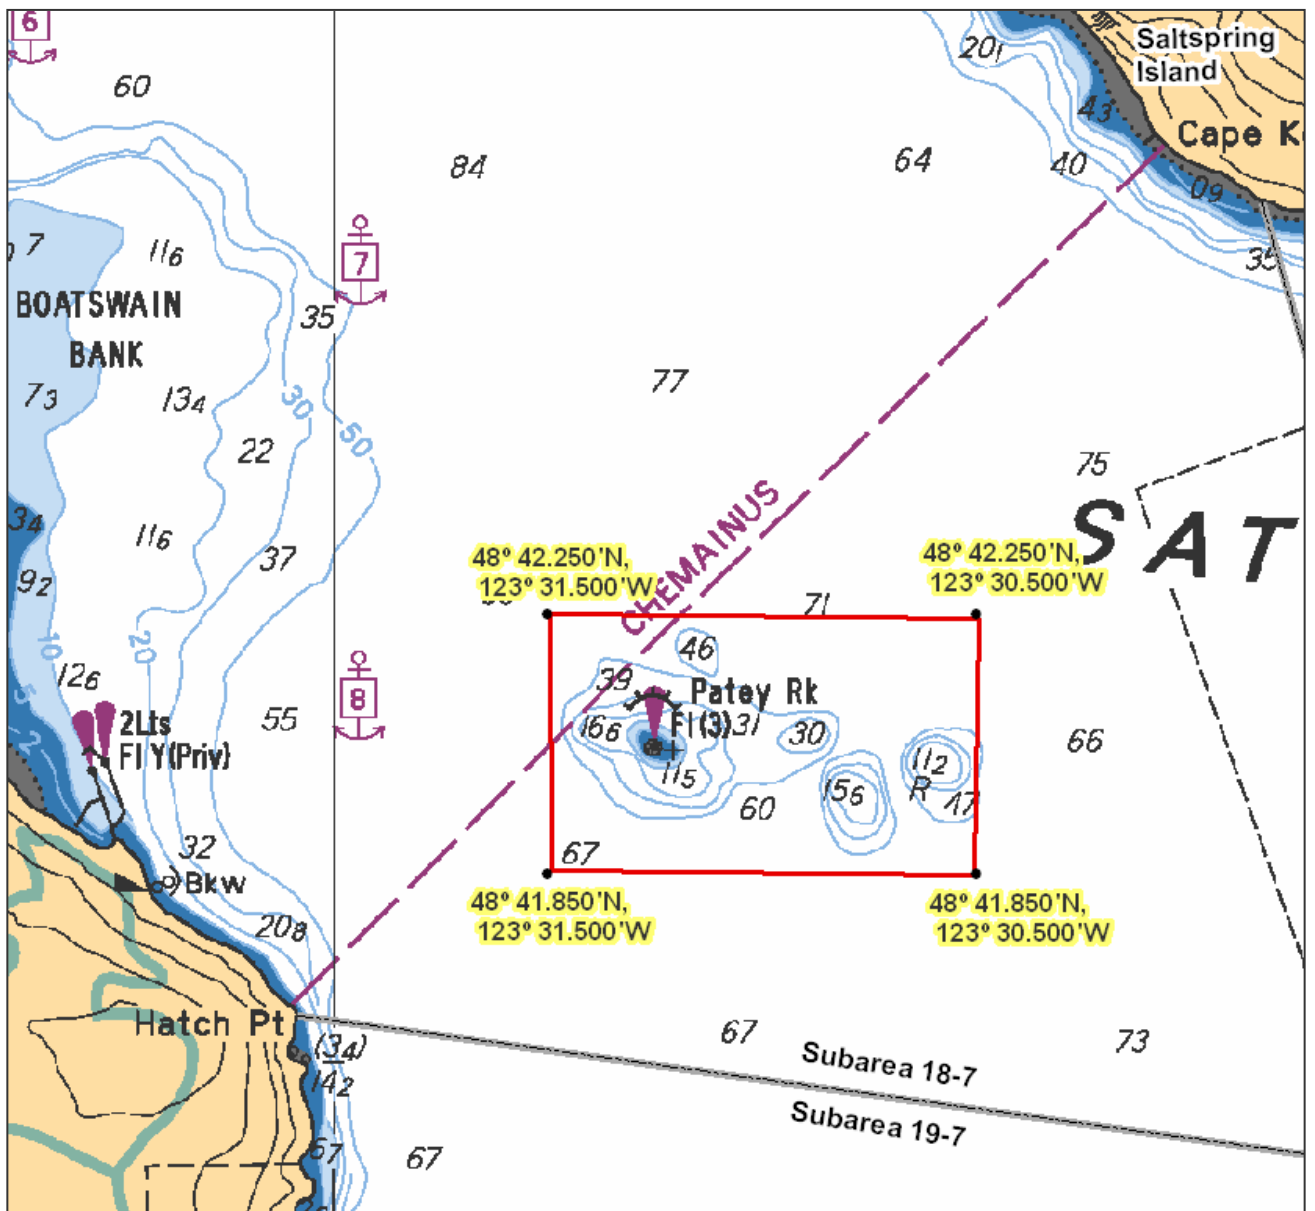 6
Saltspring
Island
20₁
60
4₃
Cape K
84
64
40
0₉
7
11₆
35
7
BOATSWAIN
35
BANK
77
7₃
13₄
30
50
22
75
CHEMAINUS
SAT
3₄
11₆
37
48° 42.250'N,
123° 31.500'W
48° 42.250'N,
123° 30.500'W
9₂
71
10
20
46
12₆
8
39
Patey Rk
2Lts
55
16₆
Fl(3)
31
30
66
Fl Y(Priv)
11₅
11₂
15₆
R
47
60
32
67
Bkw
48° 41.850'N,
123° 31.500'W
48° 41.850'N,
123° 30.500'W
20₈
Hatch Pt
67
73
(3₄)
Subarea 18-7
14₂
Subarea 19-7
6₇
67